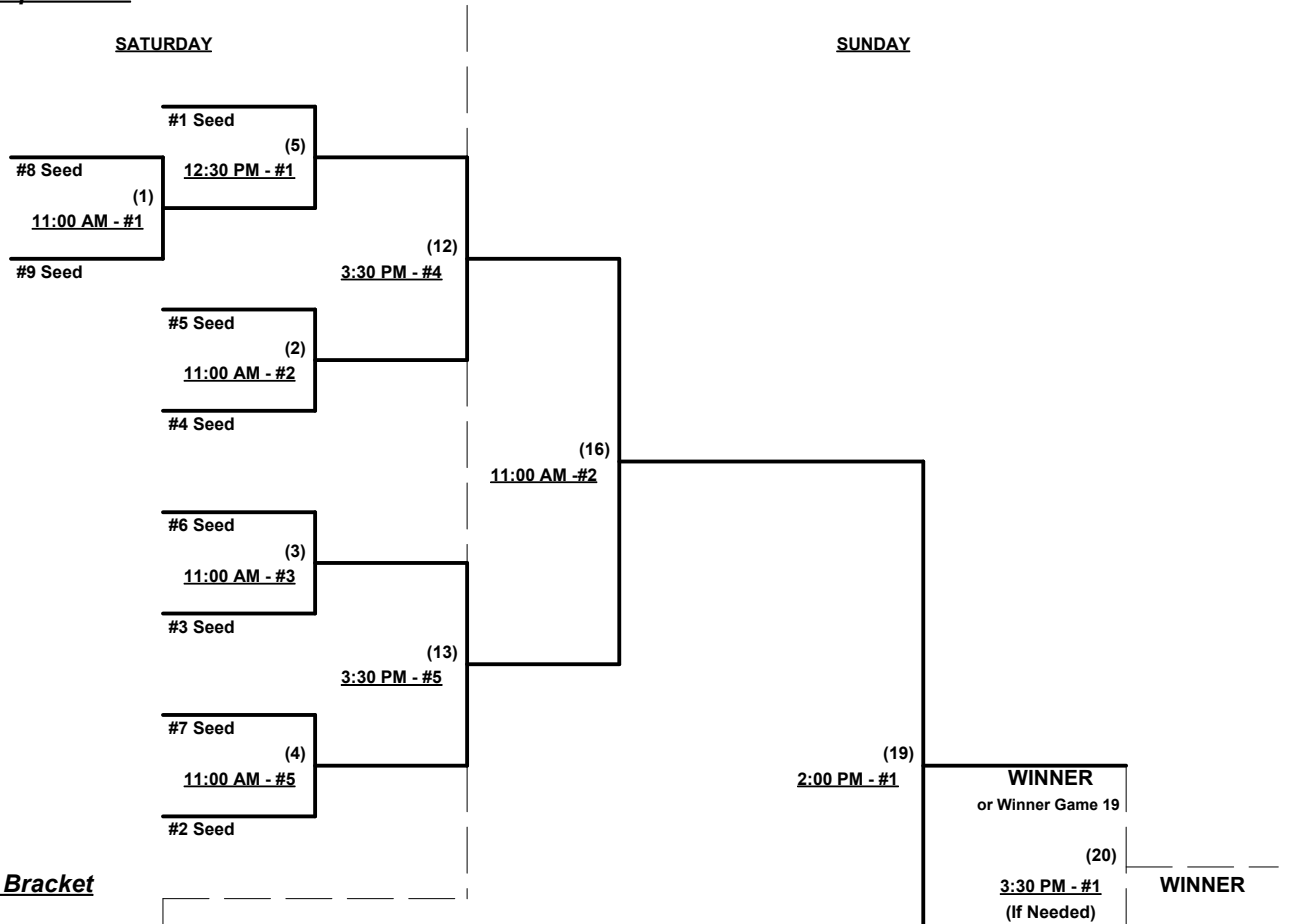 SATURDAY
SUNDAY
#1 Seed
(5)
12:30 PM - #1
#8 Seed
(1)
11:00 AM - #1
#9 Seed
(12)
3:30 PM - #4
#5 Seed
(2)
11:00 AM - #2
#4 Seed
(16)
11:00 AM -#2
#6 Seed
(3)
11:00 AM - #3
#3 Seed
(13)
3:30 PM - #5
#7 Seed
(4)
11:00 AM - #5
#2 Seed
(19)
2:00 PM - #1
WINNER
or Winner Game 19
(20)
3:30 PM - #1
(If Needed)
WINNER
Bracket